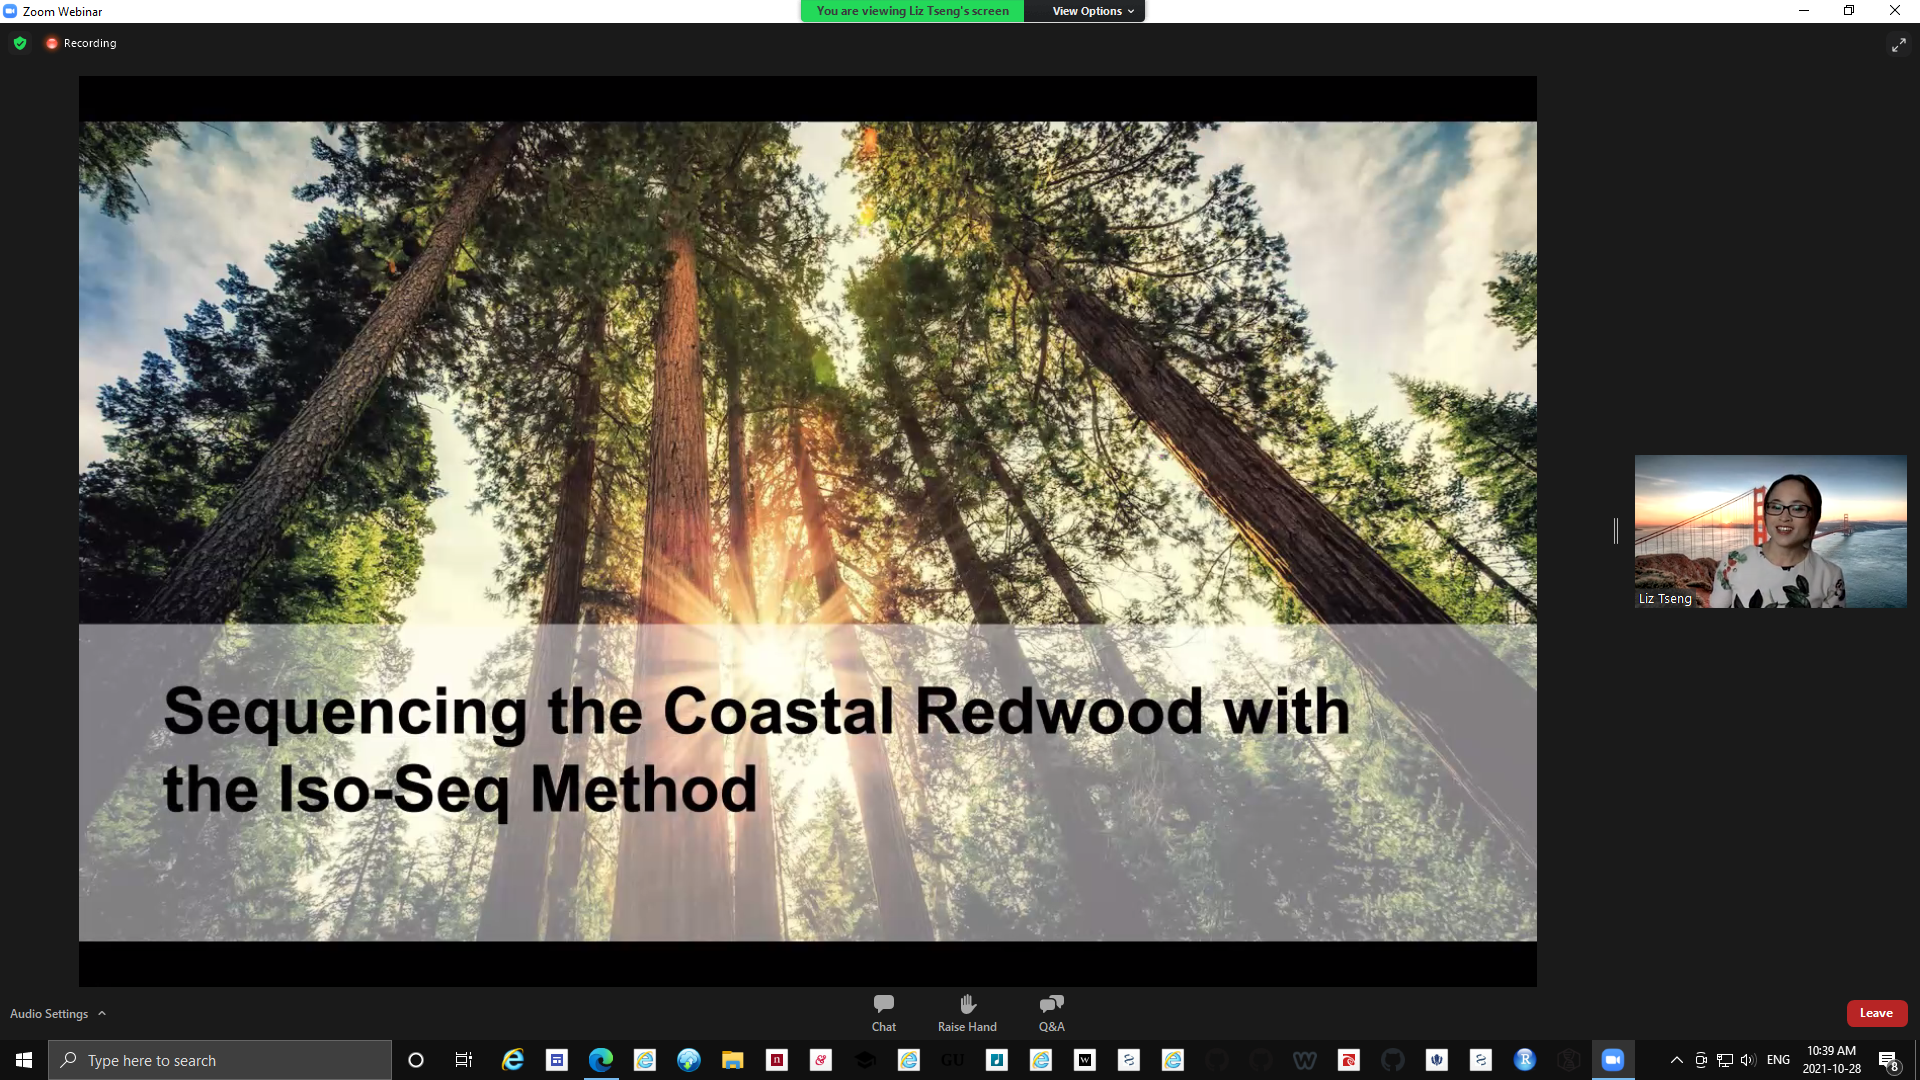 Zoom Webinar
You are viewing Liz Tseng's screen
View Options
Recording
Sequencing the Coastal Redwood with
the Iso-Seq Method
Liz Tseng
Audio Settings
Chat
Raise Hand
Q&A
Leave
Type here to search
GU
ENG
10:39 AM
2021-10-28
8